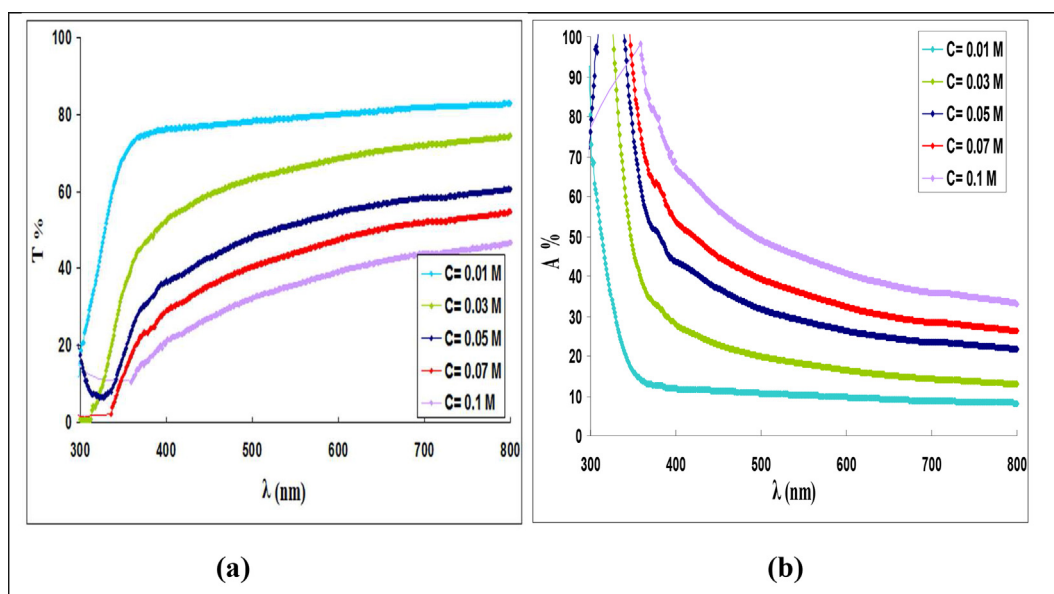 T %
100
80
60
40
20
0
300 400 500 600 700 800
λ (nm)
C= 0.01 M
C= 0.03 M
C= 0.05 M
C= 0.07 M
C= 0.1 M
(a)
A %
100
90
80
70
60
50
40
30
20
10
0
300 400 500 600 700 800
λ (nm)
C= 0.01 M
C= 0.03 M
C= 0.05 M
C= 0.07 M
C= 0.1 M
(b)